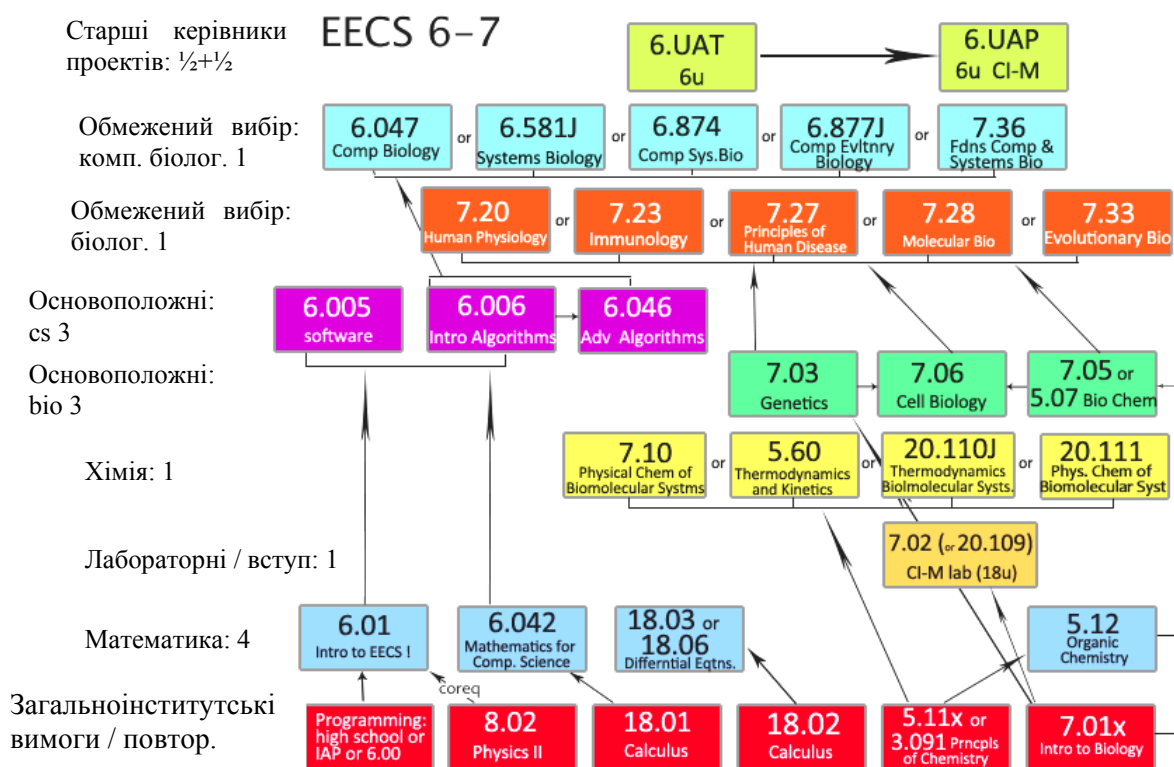 Старші керівники
проектів: ½+½
EECS 6–7
6.UAT
6u
6.UAP
6u CI-M
Обмежений вибір:
комп. біолог. 1
6.047
Comp Biology
or
6.581J
Systems Biology
or
6.874
Comp Sys.Bio
or
6.877J
Comp Evltnry
Biology
or
7.36
Fdns Comp &
Systems Bio
Обмежений вибір:
біолог. 1
7.20
Human Physiology
or
7.23
Immunology
or
7.27
Principles of
Human Disease
or
7.28
Molecular Bio
or
7.33
Evolutionary Bio
Основоположні:
cs 3
6.005
software
6.006
Intro Algorithms
6.046
Adv Algorithms
Основоположні:
bio 3
7.03
Genetics
7.06
Cell Biology
7.05 or
5.07 Bio Chem
Хімія: 1
7.10
Physical Chem of
Biomolecular Systms
or
5.60
Thermodynamics
and Kinetics
or
20.110J
Thermodynamics
Biolmolecular Systs.
or
20.111
Phys. Chem of
Biomolecular Syst
Лабораторні / вступ: 1
7.02 (or 20.109)
CI-M lab (18u)
Математика: 4
6.01
Intro to EECS !
6.042
Mathematics for
Comp. Science
18.03 or
18.06
Differntial Eqtns.
5.12
Organic
Chemistry
coreq
Загальноінститутські
вимоги / повтор.
Programming:
high school or
IAP or 6.00
8.02
Physics II
18.01
Calculus
18.02
Calculus
5.11x or
3.091 Prncpls
of Chemistry
7.01x
Intro to Biology